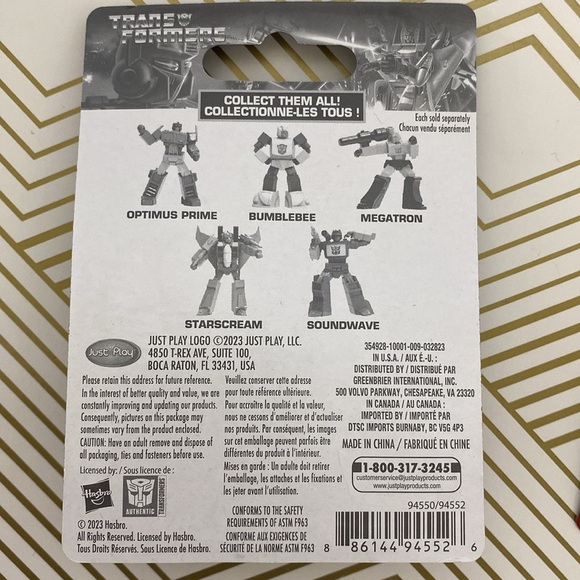 TRANSFORMERS
COLLECT THEM ALL!
COLLECTIONNE-LES TOUS !
Each sold separately
Chacun vendu séparément
OPTIMUS PRIME
BUMBLEBEE
MEGATRON
STARSCREAM
SOUNDWAVE
Just Play
JUST PLAY LOGO ©2023 JUST PLAY, LLC.
4850 T-REX AVE, SUITE 100,
BOCA RATON, FL 33431, USA
Please retain this address for future reference.
In the interest of better quality and value, we are
constantly improving and updating our products.
Consequently, pictures on this package may
sometimes vary from the product enclosed.
CAUTION: Have an adult remove and dispose of
all packaging, ties and fasteners before use.
Licensed by: / Sous licence de :
Hasbro
AUTHENTIC
TRANSFORMERS
© 2023 Hasbro.
All Rights Reserved. Licensed by Hasbro.
Tous Droits Réservés. Licencié par Hasbro.
Veuillez conserver cette adresse
pour toute référence ultérieure.
Pour accroître la qualité et la valeur,
nous ne cessons d'améliorer et d'actualiser
nos produits. Par conséquent, les images
sur cet emballage peuvent parfois être
différentes du produit à l'intérieur.
Mises en garde : Un adulte doit retirer
l'emballage, les attaches et les fixations et
les jeter avant l'utilisation.
CONFORMS TO THE SAFETY
REQUIREMENTS OF ASTM F963
CONFORME AUX EXIGENCES DE
SÉCURITÉ DE LA NORME ASTM F963
354928-10001-009-032823
IN U.S.A. / AUX É.-U. :
DISTRIBUTED BY / DISTRIBUÉ PAR
GREENBRIER INTERNATIONAL, INC.
500 VOLVO PARKWAY, CHESAPEAKE, VA 23320
IN CANADA / AU CANADA :
IMPORTED BY / IMPORTÉ PAR
DTSC IMPORTS BURNABY, BC V5G 4P3
MADE IN CHINA / FABRIQUÉ EN CHINE
1-800-317-3245
customerservice@justplayproducts.com
www.justplayproducts.com
94550/94552
8 86144 94552 6